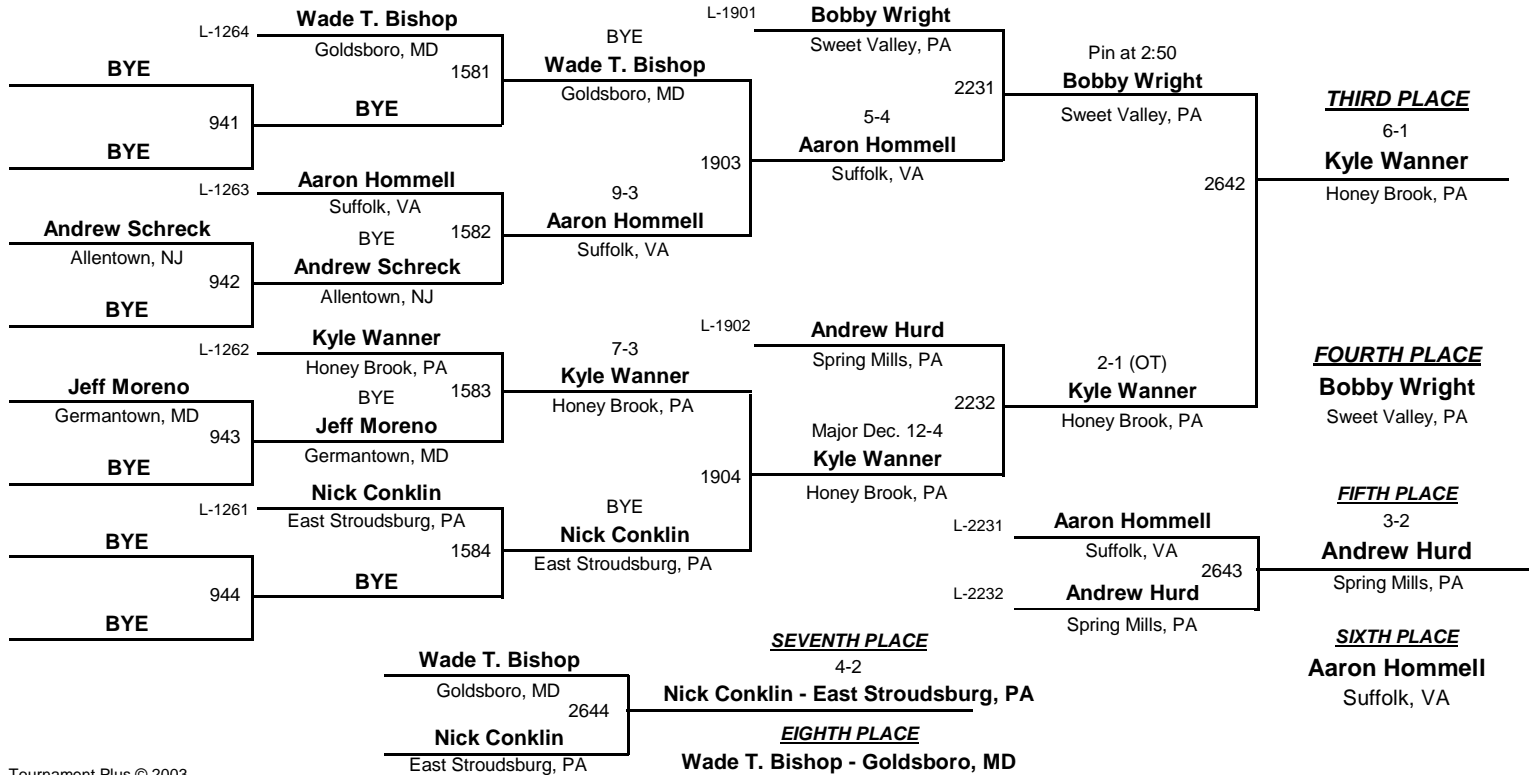 L-1264
Wade T. Bishop
Goldsboro, MD
BYE
941
BYE
1581
BYE
BYE
Wade T. Bishop
Goldsboro, MD
L-1263
Aaron Hommell
Suffolk, VA
Andrew Schreck
Allentown, NJ
942
BYE
BYE
1582
Andrew Schreck
Allentown, NJ
9-3
Aaron Hommell
Suffolk, VA
1903
L-1901
Bobby Wright
Sweet Valley, PA
2231
5-4
Aaron Hommell
Suffolk, VA
Pin at 2:50
Bobby Wright
Sweet Valley, PA
L-1262
Kyle Wanner
Honey Brook, PA
Jeff Moreno
Germantown, MD
943
BYE
BYE
1583
Jeff Moreno
Germantown, MD
7-3
Kyle Wanner
Honey Brook, PA
L-1261
Nick Conklin
East Stroudsburg, PA
BYE
944
BYE
1584
BYE
BYE
Nick Conklin
East Stroudsburg, PA
1904
L-1902
Andrew Hurd
Spring Mills, PA
2232
Major Dec. 12-4
Kyle Wanner
Honey Brook, PA
2-1 (OT)
Kyle Wanner
Honey Brook, PA
2642
THIRD PLACE
6-1
Kyle Wanner
Honey Brook, PA
FOURTH PLACE
Bobby Wright
Sweet Valley, PA
L-2231
Aaron Hommell
Suffolk, VA
2643
L-2232
Andrew Hurd
Spring Mills, PA
FIFTH PLACE
3-2
Andrew Hurd
Spring Mills, PA
SIXTH PLACE
Aaron Hommell
Suffolk, VA
Wade T. Bishop
Goldsboro, MD
2644
Nick Conklin
East Stroudsburg, PA
SEVENTH PLACE
4-2
Nick Conklin - East Stroudsburg, PA
EIGHTH PLACE
Wade T. Bishop - Goldsboro, MD
Tournament Plus © 2003